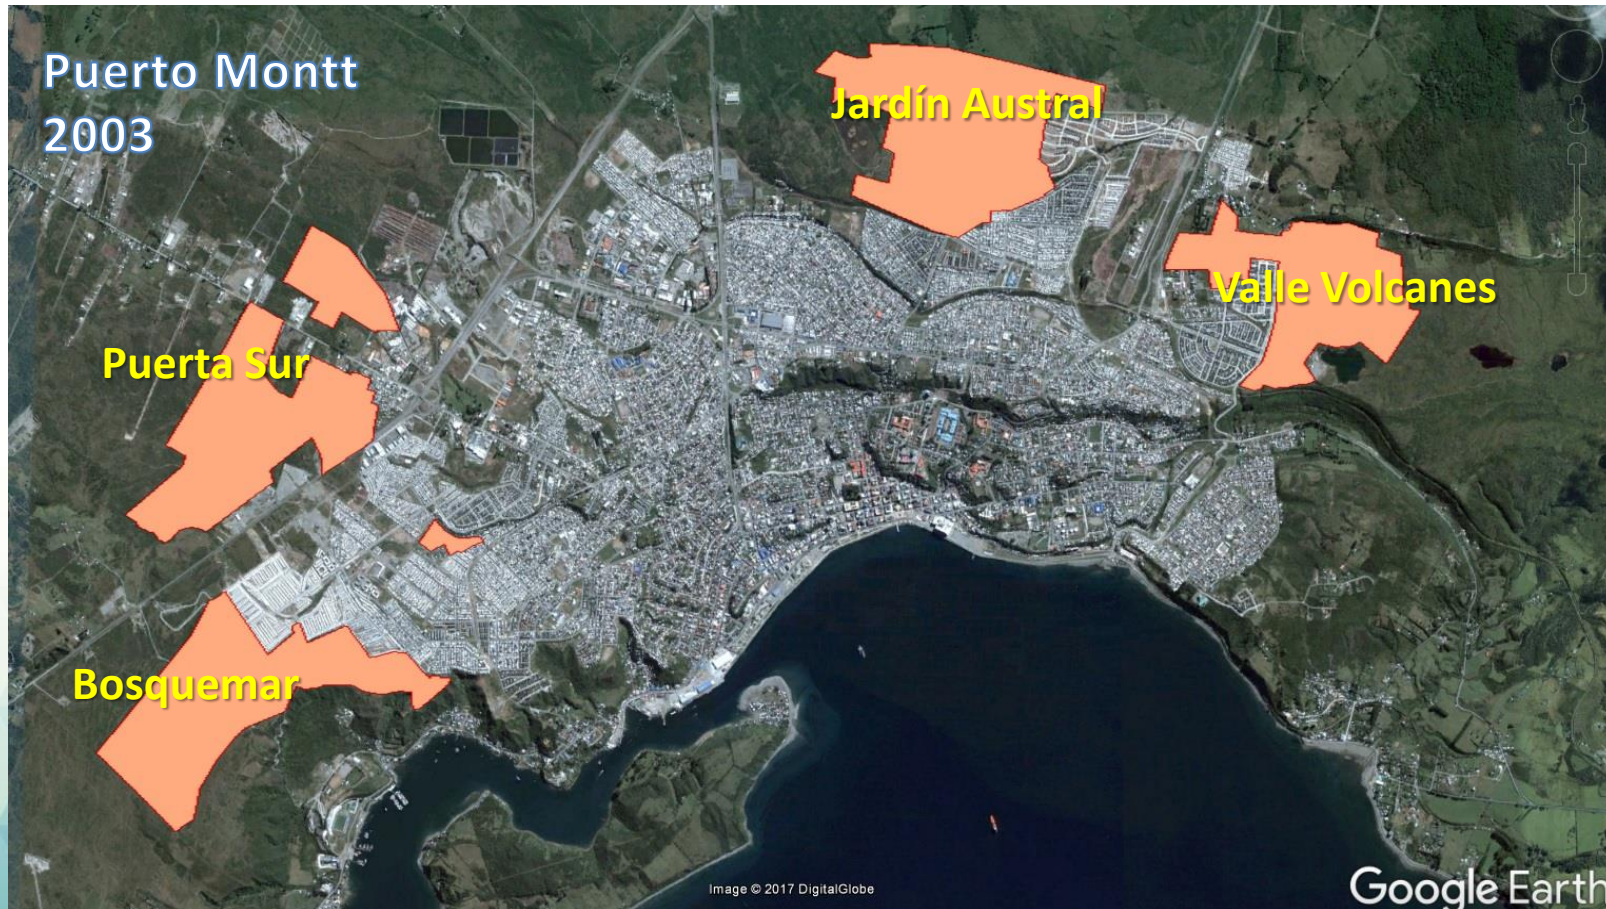 Puerto Montt
2003
Jardín Austral
Valle Volcanes
Puerta Sur
Bosquemar
Image © 2017 DigitalGlobe
Google Earth